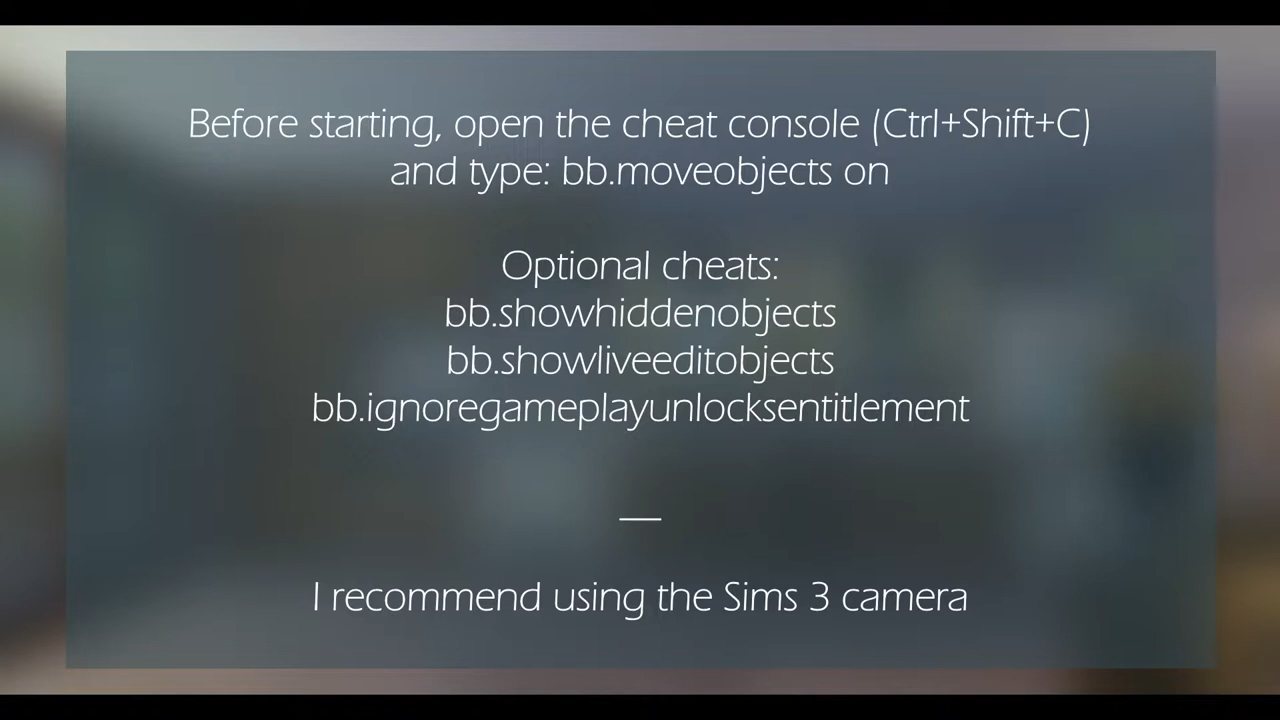 Before starting, open the cheat console (Ctrl+Shift+C)
and type: bb.moveobjects on
Optional cheats:
bb.showhiddenobjects
bb.showliveeditobjects
bb.ignoregameplayunlocksentitlement
—
I recommend using the Sims 3 camera